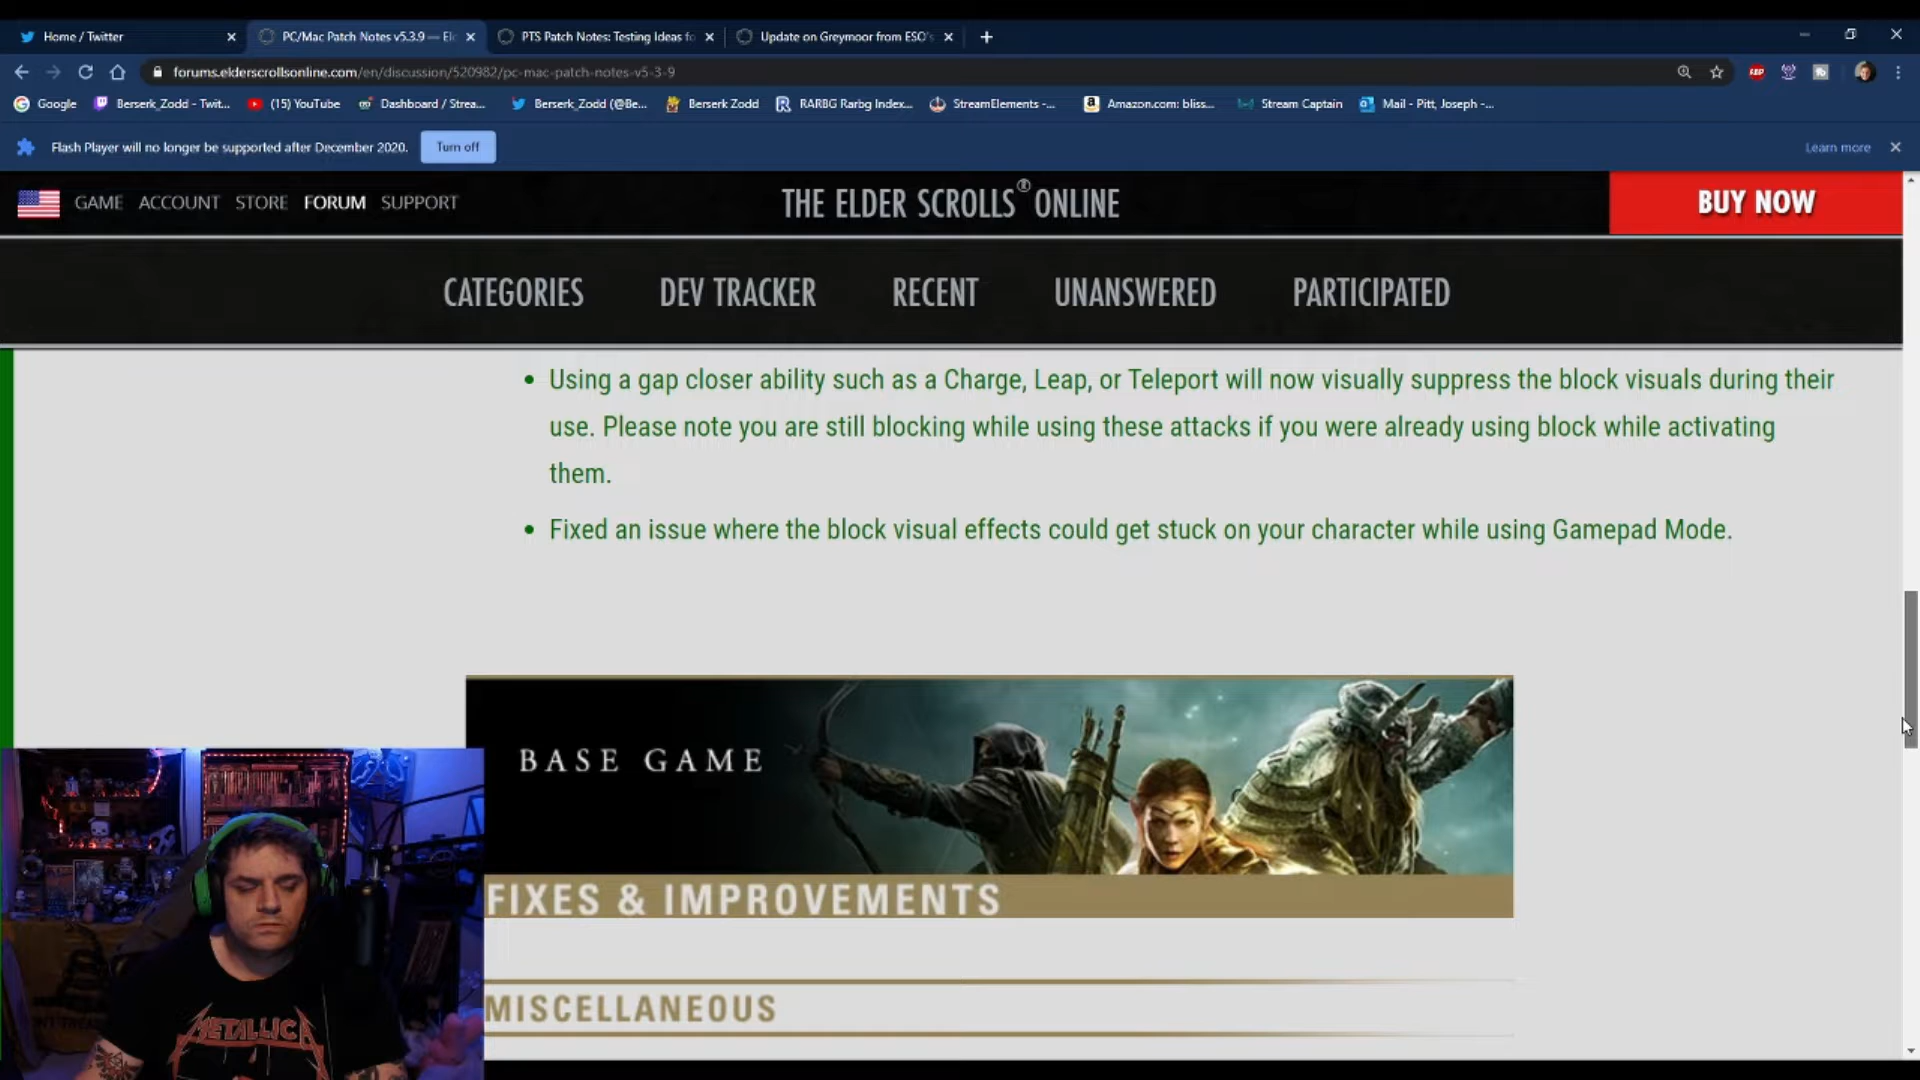 Home / Twitter
PC/Mac Patch Notes v5.3.9 — El
PTS Patch Notes: Testing Ideas fo
Update on Greymoor from ESO's
forums.elderscrollsonline.com/en/discussion/520982/pc-mac-patch-notes-v5-3-9
ABP
Google
Berserk_Zodd - Twit...
(15) YouTube
Dashboard / Strea...
Berserk_Zodd (@Be...
Berserk Zodd
RARBG Rarbg Index...
StreamElements -...
Amazon.com: bliss...
Stream Captain
Mail - Pitt, Joseph -...
Flash Player will no longer be supported after December 2020.
Turn off
Learn more
GAME ACCOUNT STORE FORUM SUPPORT
THE ELDER SCROLLS® ONLINE
BUY NOW
CATEGORIES DEV TRACKER RECENT UNANSWERED PARTICIPATED
• Using a gap closer ability such as a Charge, Leap, or Teleport will now visually suppress the block visuals during their
use. Please note you are still blocking while using these attacks if you were already using block while activating
them.
• Fixed an issue where the block visual effects could get stuck on your character while using Gamepad Mode.
BASE GAME
FIXES & IMPROVEMENTS
MISCELLANEOUS
METALLICA